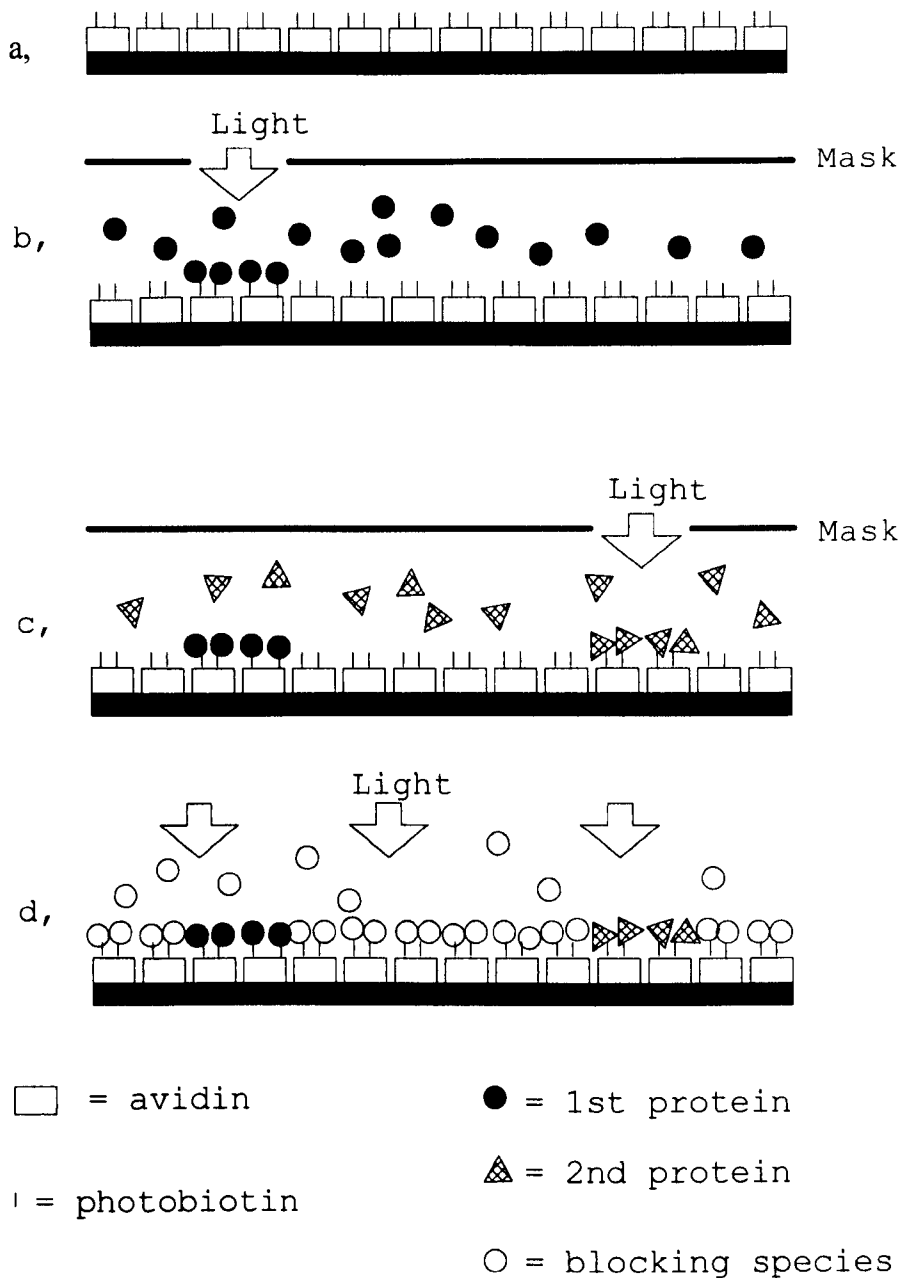 a,
Light
Mask
b,
Light
Mask
c,
Light
d,
= avidin
= 1st protein
= 2nd protein
= photobiotin
= blocking species